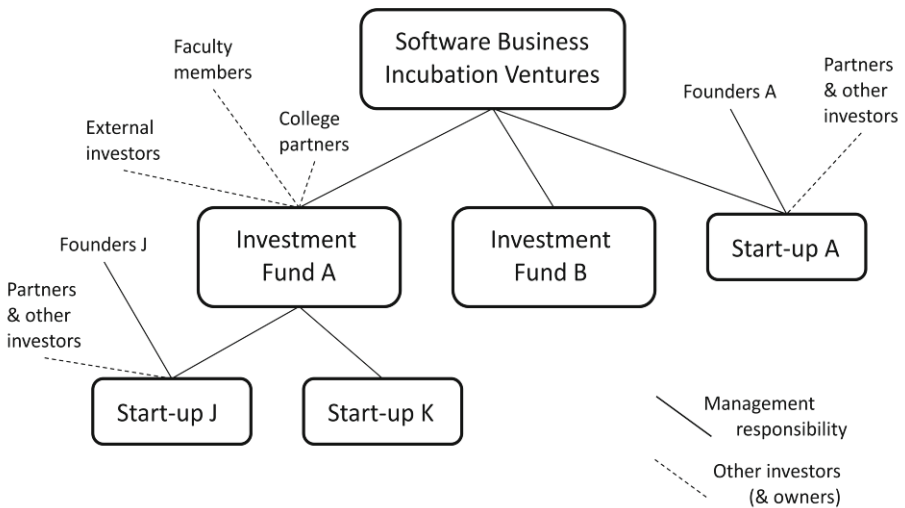 Software Business
Incubation Ventures
Faculty
members
External
investors
College
partners
Founders A
Partners
& other
investors
Investment
Fund A
Investment
Fund B
Start-up A
Founders J
Partners
& other
investors
Start-up J
Start-up K
Management
responsibility
Other investors
(& owners)